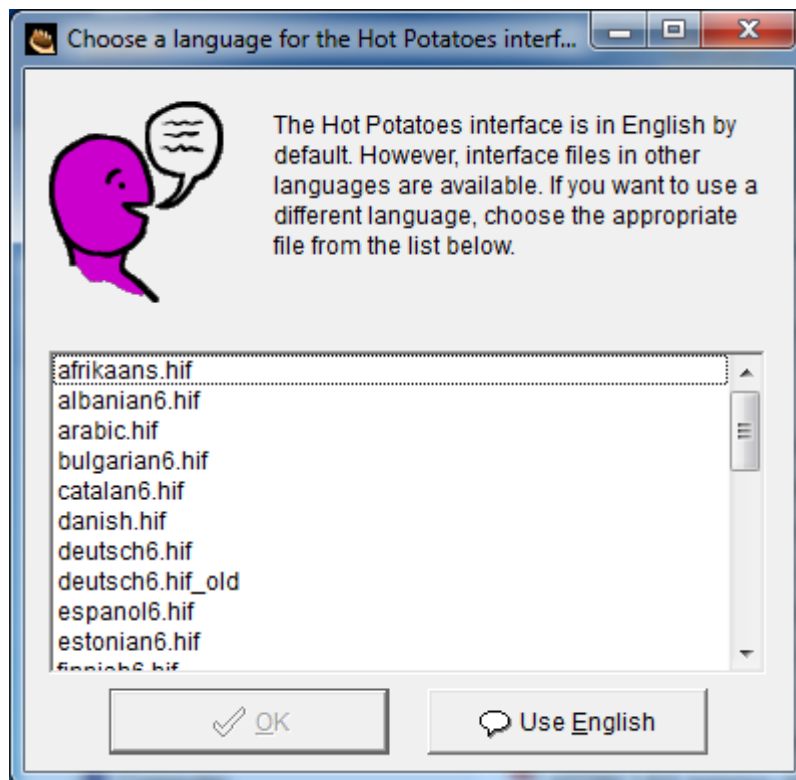 Choose a language for the Hot Potatoes interf...
The Hot Potatoes interface is in English by
default. However, interface files in other
languages are available. If you want to use a
different language, choose the appropriate
file from the list below.
afrikaans.hif
albanian6.hif
arabic.hif
bulgarian6.hif
catalan6.hif
danish.hif
deutsch6.hif
deutsch6.hif_old
espanol6.hif
estonian6.hif
finnish6.hif
OK
Use English